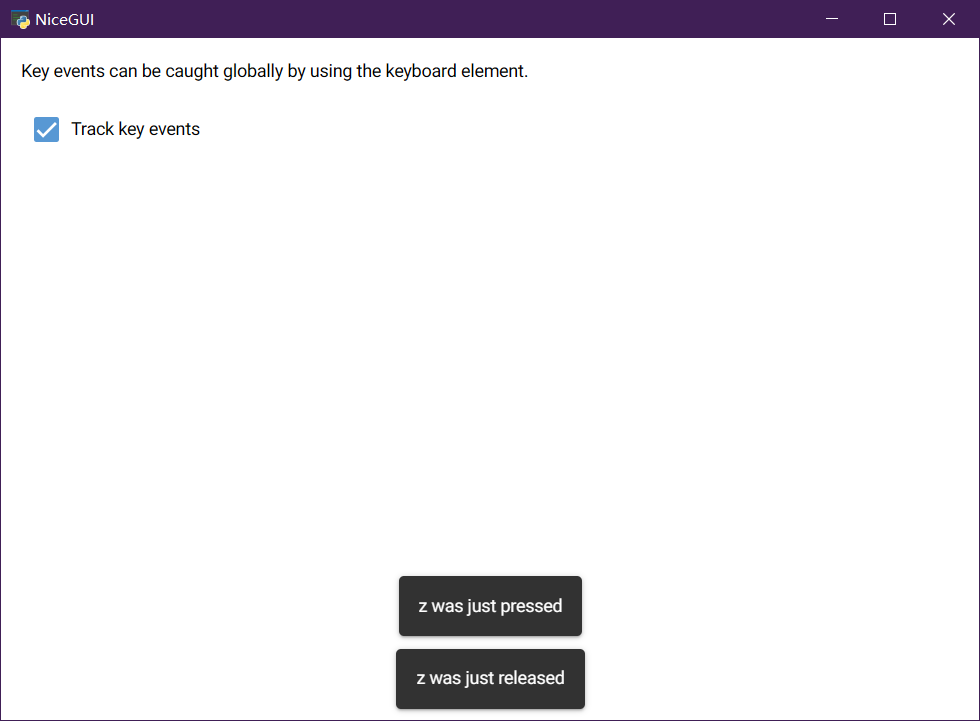 NiceGUI
Key events can be caught globally by using the keyboard element.
Track key events
z was just pressed
z was just released